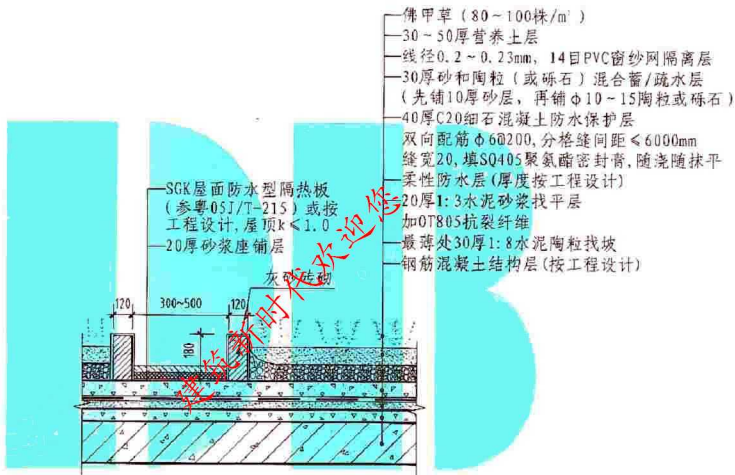 佛甲草(80~100株/m²)
30~50厚营养土层
线径0.2~0.23mm, 14目PVC窗纱网隔离层
30厚砂和陶粒(或砾石)混合蓄/疏水层
(先铺10厚砂层, 再铺φ10~15陶粒或砾石)
40厚C20细石混凝土防水保护层
双向配筋φ6@200,分格缝间距≤6000mm
缝宽20,填SQ405聚氨酯密封膏,随浇随抹平
柔性防水层(厚度按工程设计)
20厚1:3水泥砂浆找平层
加OT805抗裂纤维
最薄处30厚1:8水泥陶粒找坡
钢筋混凝土结构层(按工程设计)
SGK屋面防水型隔热板
(参粤05J/T-215)或按
工程设计,屋顶k≤1.0
20厚砂浆座铺层
灰砂砖砌
120
300~500
120
180
建筑新时代欢迎您